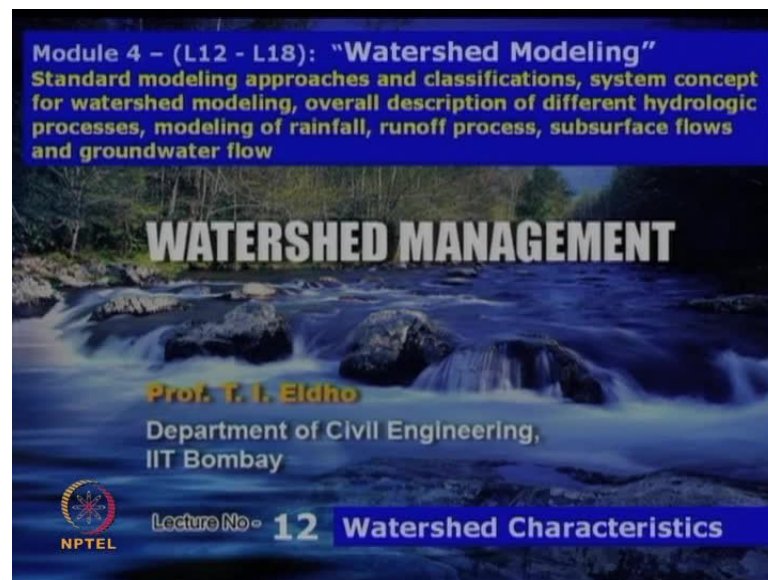 Module 4 – (L12 - L18): "Watershed Modeling"
Standard modeling approaches and classifications, system concept
for watershed modeling, overall description of different hydrologic
processes, modeling of rainfall, runoff process, subsurface flows
and groundwater flow
WATERSHED MANAGEMENT
Prof. T. I. Eldho
Department of Civil Engineering,
IIT Bombay
NPTEL
Lecture No- 12 Watershed Characteristics